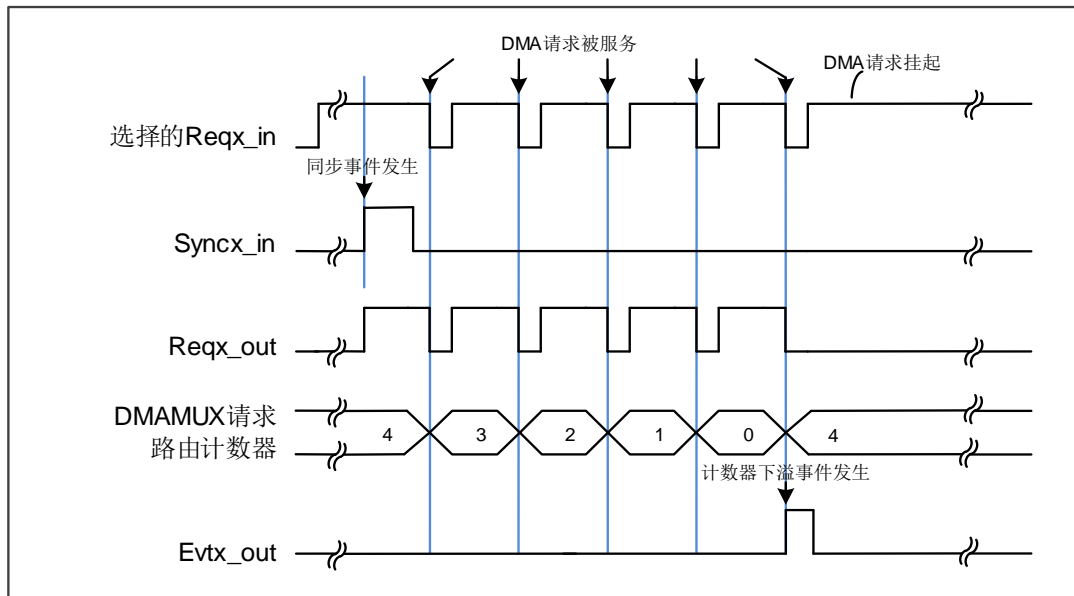 DMA请求被服务
DMA请求挂起
选择的Reqx_in
同步事件发生
Syncx_in
Reqx_out
DMAMUX请求
路由计数器
4 3 2 1 0 4
计数器下溢事件发生
Evtx_out